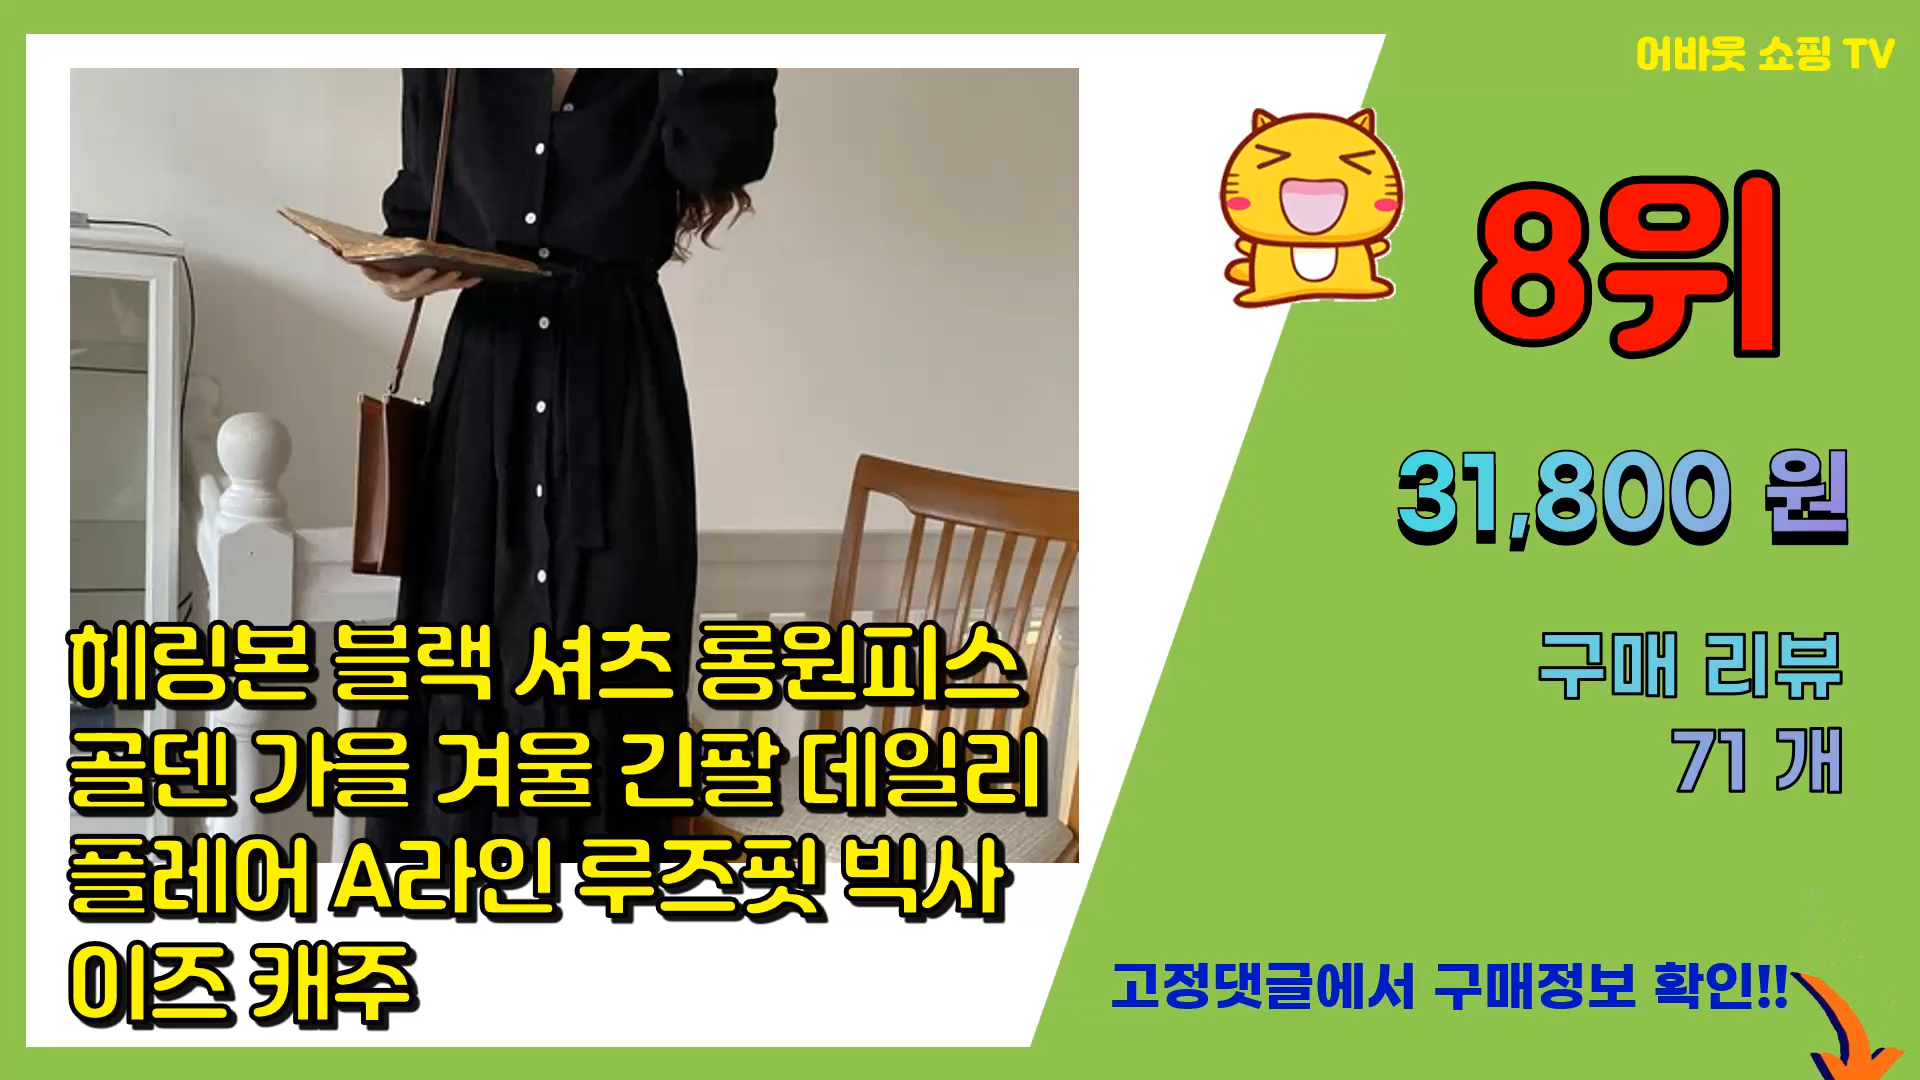 어바웃 쇼핑 TV
8위
31,800 원
구매 리뷰
71 개
헤링본 블랙 셔츠 롱원피스
골덴 가을 겨울 긴팔 데일리
플레어 A라인 루즈핏 빅사
이즈 캐주
고정댓글에서 구매정보 확인!!